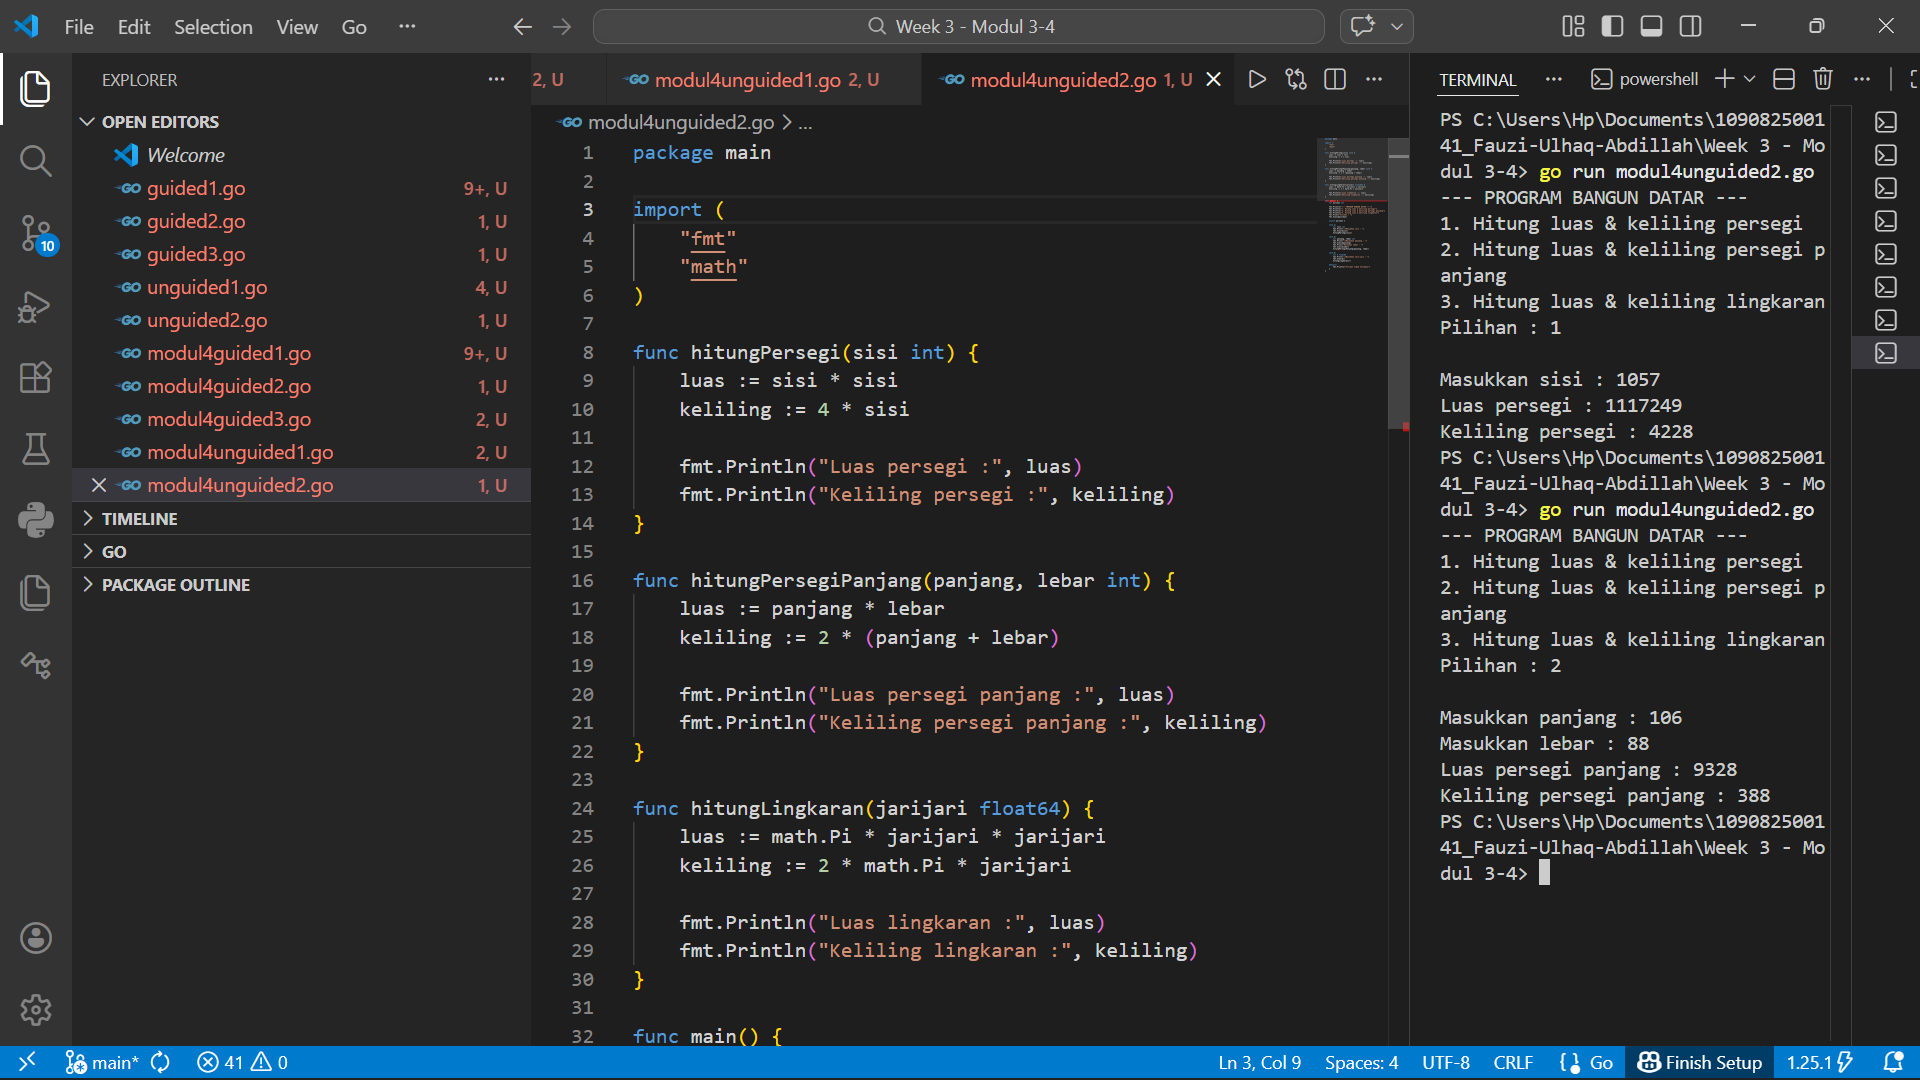 File Edit Selection View Go ···
Week 3 - Modul 3-4
EXPLORER ···
OPEN EDITORS
Welcome
guided1.go 9+, U
guided2.go 1, U
guided3.go 1, U
unguided1.go 4, U
unguided2.go 1, U
modul4guided1.go 9+, U
modul4guided2.go 1, U
modul4guided3.go 2, U
modul4unguided1.go 2, U
modul4unguided2.go 1, U
TIMELINE
GO
PACKAGE OUTLINE
10
2, U
GO modul4unguided1.go 2, U
GO modul4unguided2.go 1, U
GO modul4unguided2.go > ...
1 package main
2
3 import (
4 "fmt"
5 "math"
6 )
7
8 func hitungPersegi(sisi int) {
9 luas := sisi * sisi
10 keliling := 4 * sisi
11
12 fmt.Println("Luas persegi :", luas)
13 fmt.Println("Keliling persegi :", keliling)
14 }
15
16 func hitungPersegiPanjang(panjang, lebar int) {
17 luas := panjang * lebar
18 keliling := 2 * (panjang + lebar)
19
20 fmt.Println("Luas persegi panjang :", luas)
21 fmt.Println("Keliling persegi panjang :", keliling)
22 }
23
24 func hitungLingkaran(jarijari float64) {
25 luas := math.Pi * jarijari * jarijari
26 keliling := 2 * math.Pi * jarijari
27
28 fmt.Println("Luas lingkaran :", luas)
29 fmt.Println("Keliling lingkaran :", keliling)
30 }
31
32 func main() {
TERMINAL ··· powershell
PS C:\Users\Hp\Documents\1090825001
41_Fauzi-Ulhaq-Abdillah\Week 3 - Mo
dul 3-4> go run modul4unguided2.go
--- PROGRAM BANGUN DATAR ---
1. Hitung luas & keliling persegi
2. Hitung luas & keliling persegi p
anjang
3. Hitung luas & keliling lingkaran
Pilihan : 1
Masukkan sisi : 1057
Luas persegi : 1117249
Keliling persegi : 4228
PS C:\Users\Hp\Documents\1090825001
41_Fauzi-Ulhaq-Abdillah\Week 3 - Mo
dul 3-4> go run modul4unguided2.go
--- PROGRAM BANGUN DATAR ---
1. Hitung luas & keliling persegi
2. Hitung luas & keliling persegi p
anjang
3. Hitung luas & keliling lingkaran
Pilihan : 2
Masukkan panjang : 106
Masukkan lebar : 88
Luas persegi panjang : 9328
Keliling persegi panjang : 388
PS C:\Users\Hp\Documents\1090825001
41_Fauzi-Ulhaq-Abdillah\Week 3 - Mo
dul 3-4>
main* 41 0 Ln 3, Col 9 Spaces: 4 UTF-8 CRLF Go Finish Setup 1.25.1